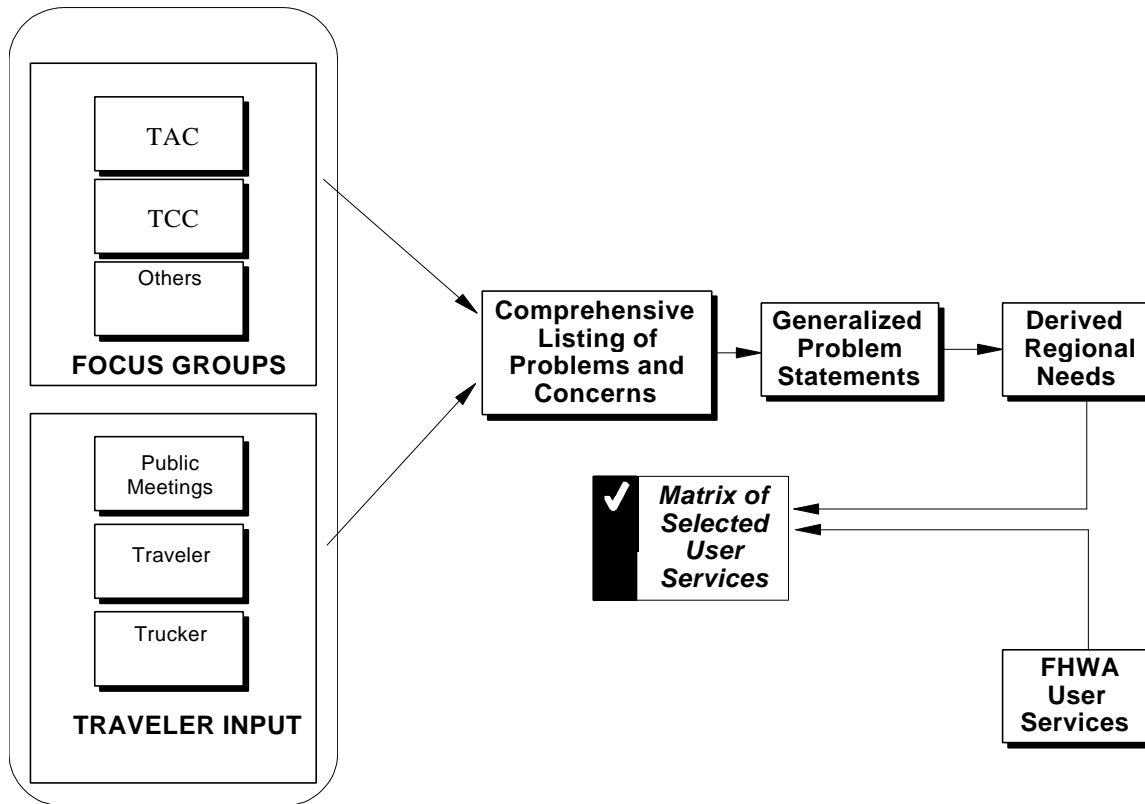 TAC
TCC
Others
FOCUS GROUPS
Public
Meetings
Traveler
Trucker
TRAVELER INPUT
Comprehensive
Listing of
Problems and
Concerns
Generalized
Problem
Statements
Derived
Regional
Needs
Matrix of
Selected
User
Services
FHWA
User
Services